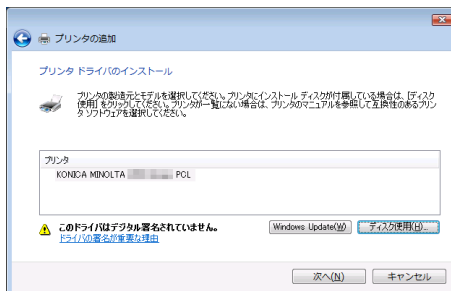 プリンタの追加
プリンタ ドライバのインストール
プリンタの製造元とモデルを選択してください。プリンタにインストール ディスクが付属している場合は、[ディスク
使用] をクリックしてください。プリンタが一覧にない場合は、プリンタのマニュアルを参照して互換性のあるプリン
タ ソフトウェアを選択してください。
プリンタ
KONICA MINOLTA PCL
このドライバはデジタル署名されていません。
ドライバの署名が重要な理由
Windows Update(W)
ディスク使用(H)...
次へ(N)
キャンセル